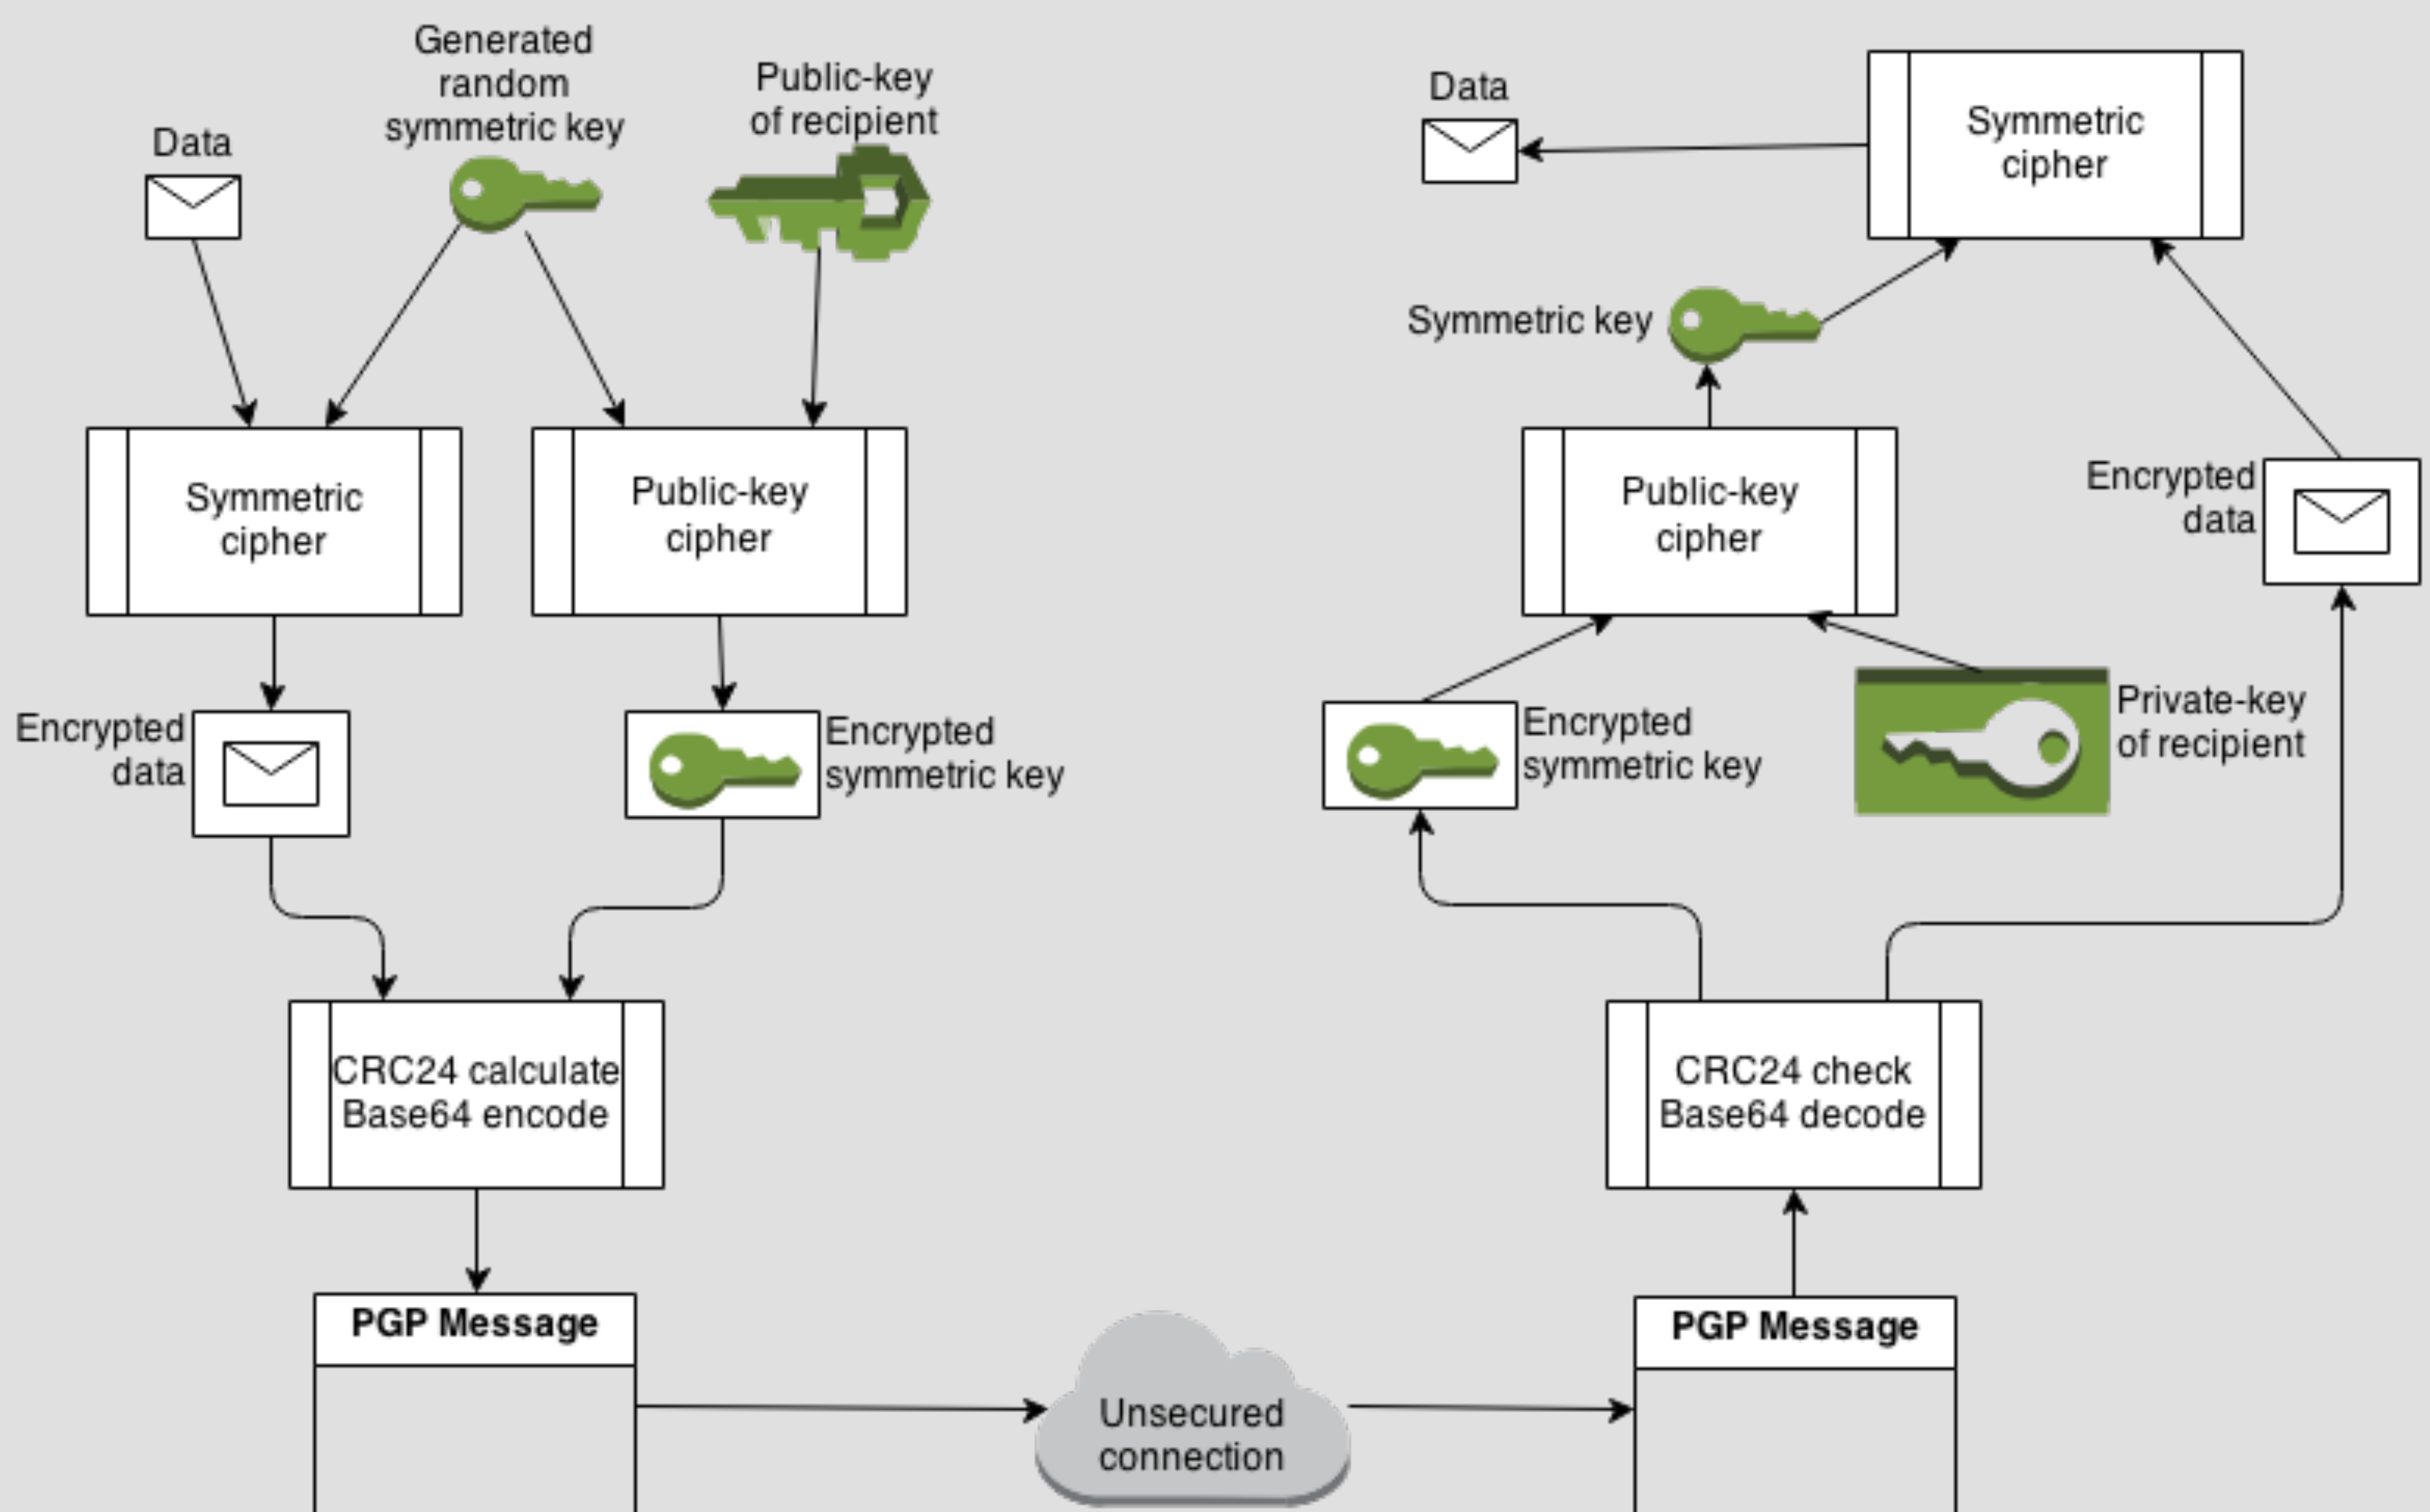 Generated
random
symmetric key
Public-key
of recipient
Data
Symmetric
cipher
Public-key
cipher
Encrypted
data
Encrypted
symmetric key
CRC24 calculate
Base64 encode
PGP Message
Unsecured
connection
PGP Message
CRC24 check
Base64 decode
Encrypted
symmetric key
Private-key
of recipient
Public-key
cipher
Encrypted
data
Symmetric key
Symmetric
cipher
Data